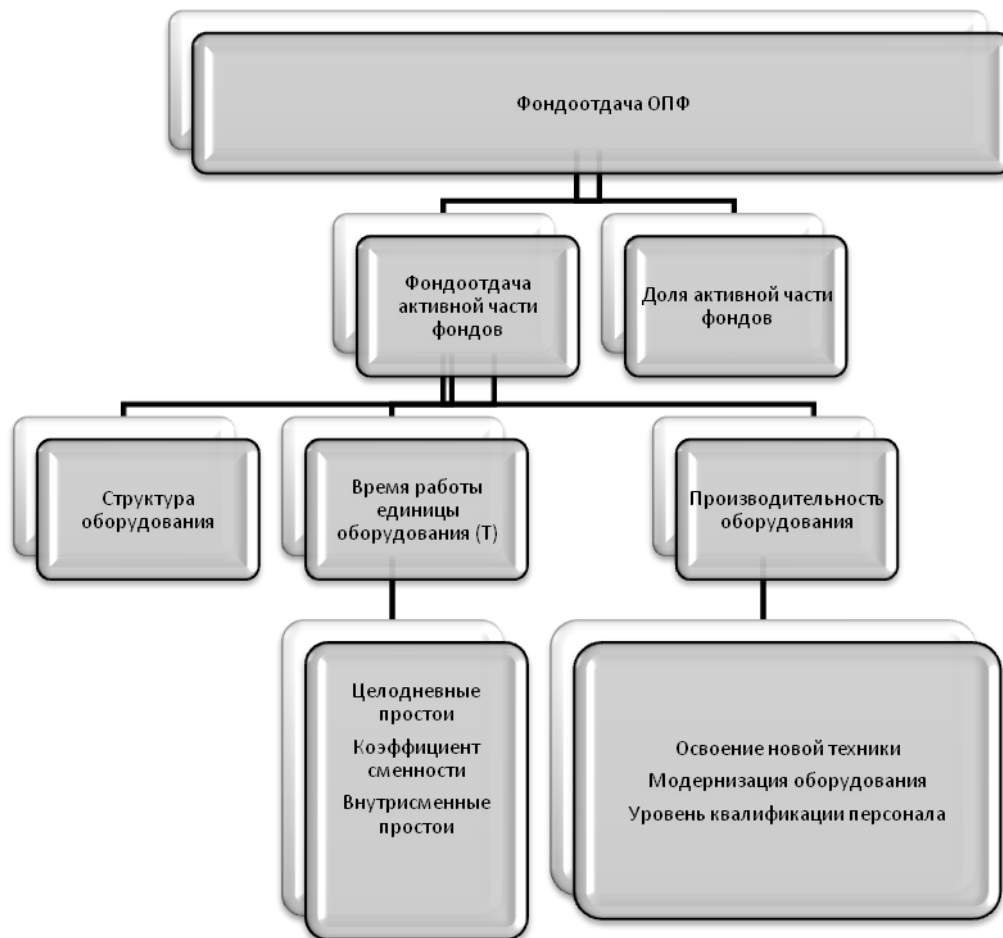 Фондоотдача ОПФ
Фондоотдача
активной части
фондов
Доля активной части
фондов
Структура
оборудования
Время работы
единицы
оборудования (Т)
Производительность
оборудования
Целодневные
простои
Коэффициент
сменности
Внутрисменные
простои
Освоение новой техники
Модернизация оборудования
Уровень квалификации персонала